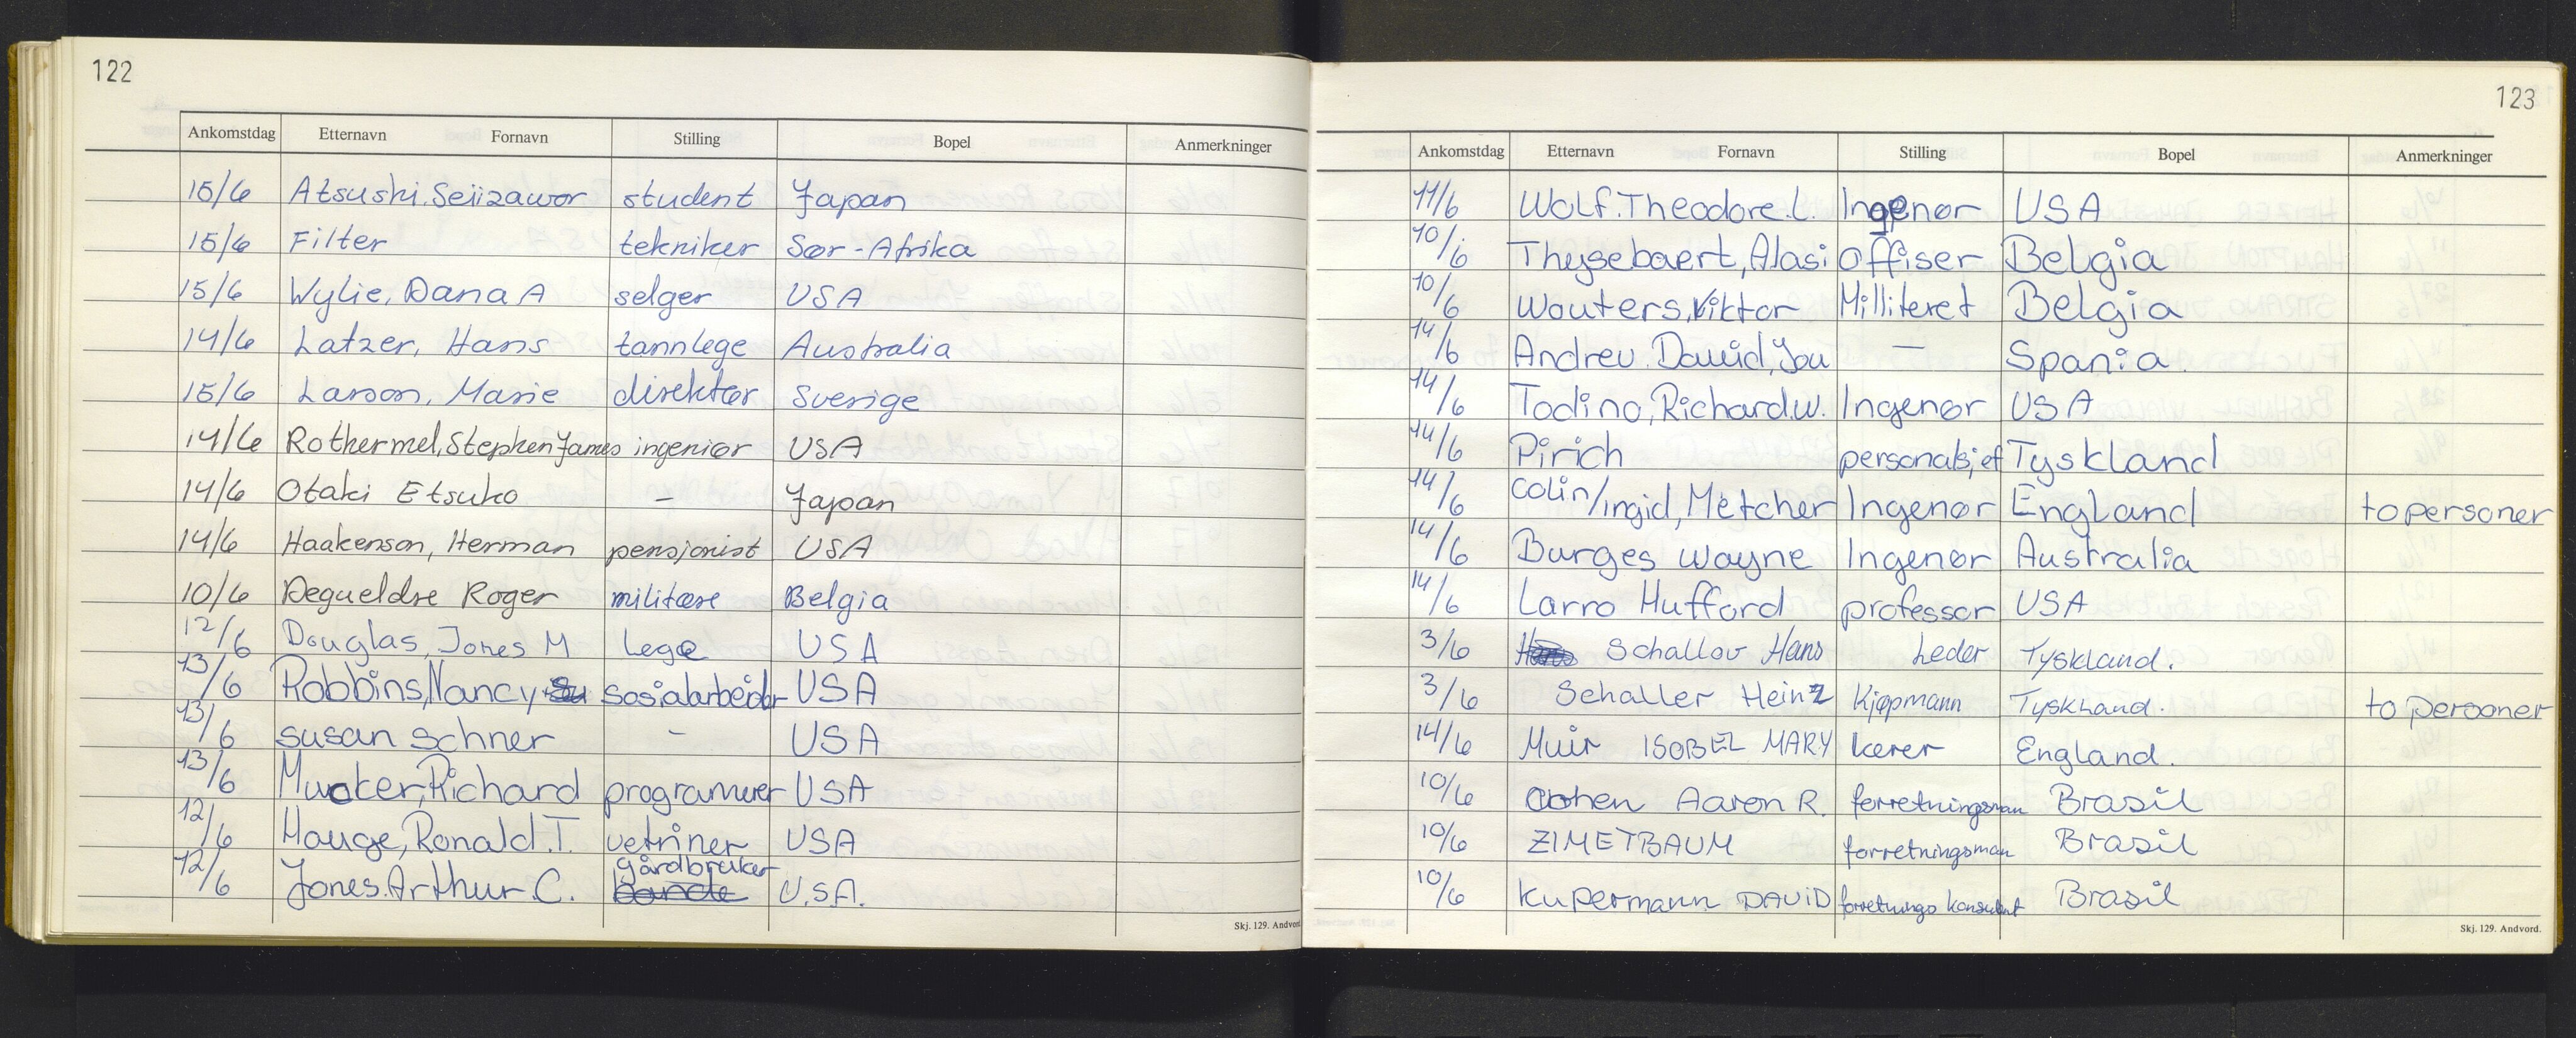 122
Ankomstdag Etternavn Fornavn Stilling Bopel Anmerkninger
15/6 Atsushi. Seiizawor student Japan
15/6 Filter tekniker Sør-Afrika
15/6 Wylie, Dana A selger USA
14/6 Latzer, Hans tannlege Australia
15/6 Larson, Marie direktør Sverige
14/6 Rothermel, Stephen James ingeniør USA
14/6 Otaki Etsuko - Japan
14/6 Haakenson, Herman pensjonist USA
10/6 Degueldre Roger militære Belgia
12/6 Douglas, Jones M Lege USA
13/6 Robbins, Nancy sosialarbeider USA
13/6 Susan Schner - USA
13/6 Richard programurer USA
12/6 Hauge, Ronald. T. vetriner USA
12/6 Jones. Arthur. C. gårdbruker U.S.A.
Skj. 129. Andvord.
123
Ankomstdag Etternavn Fornavn Stilling Bopel Anmerkninger
11/6 Wolf. Theodore. L. Ingenør USA
10/6 Thysebaert, Alasi Offiser Belgia
10/6 Wouters, Viktor Milliteret Belgia
14/6 Andreu. David, Jou — Spania.
14/6 Todino, Richard. W. Ingenør USA
14/6 Pirich personalsjef Tyskland
14/6 Colin/Ingid, Metcher Ingenør England to personer
14/6 Burges Wayne Ingenør Australia
14/6 Larro Hufford professor USA
3/6 Schallov Hans Leder Tyskland.
3/6 Schaller Heinz Kjøpmann Tyskland. to personer
14/6 Muir ISOBEL MARY lærer England.
10/6 Cohen Aaron R. forretningsman Brasil
10/6 ZIMETBAUM forretningsman Brasil
10/6 Kupermann DAVID forretnings konsulent Brasil
Skj. 129. Andvord.